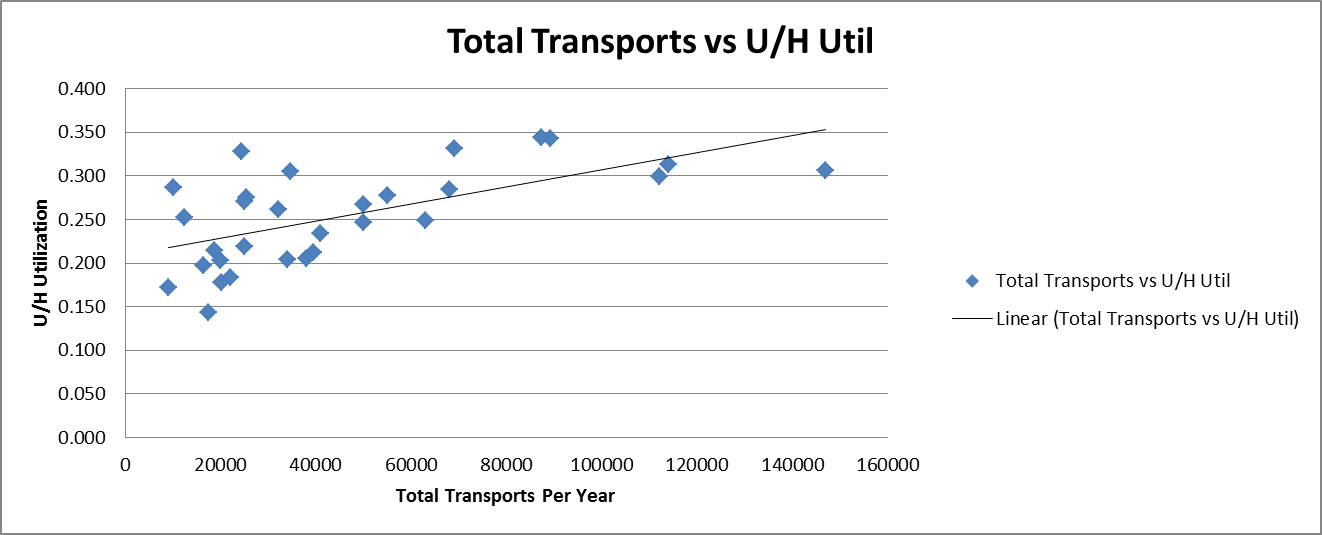 Total Transports vs U/H Util
U/H Utilization
0.400
0.350
0.300
0.250
0.200
0.150
0.100
0.050
0.000
0 20000 40000 60000 80000 100000 120000 140000 160000
Total Transports Per Year
Total Transports vs U/H Util
Linear (Total Transports vs U/H Util)